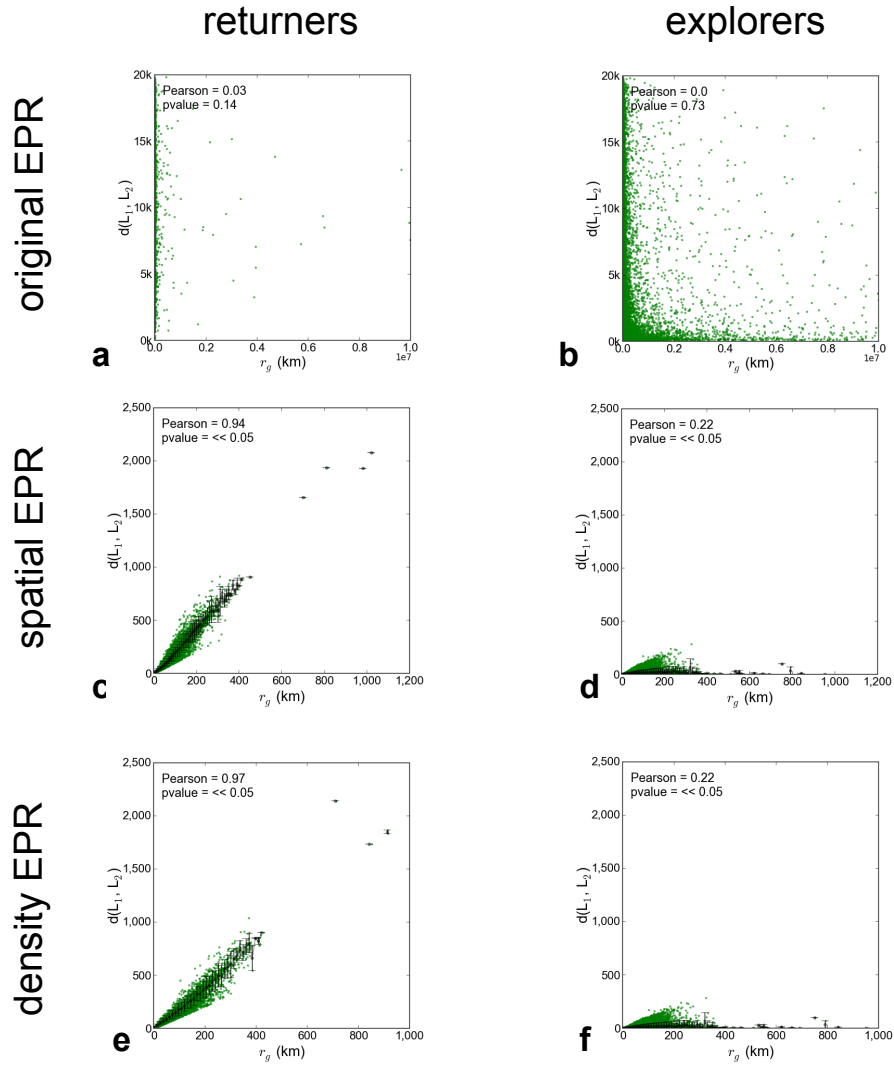 returners
explorers
original EPR
20k
15k
10k
5k
0k
d(L1, L2)
Pearson = 0.03
pvalue = 0.14
0.0
0.2
0.4
0.6
0.8
1.0
1e7
rg (km)
a
20k
15k
10k
5k
0k
d(L1, L2)
Pearson = 0.0
pvalue = 0.73
0.0
0.2
0.4
0.6
0.8
1.0
1e7
rg (km)
b
spatial EPR
2,500
2,000
1,500
1,000
500
0
d(L1, L2)
Pearson = 0.94
pvalue = << 0.05
0
200
400
600
800
1,000
1,200
rg (km)
c
2,500
2,000
1,500
1,000
500
0
d(L1, L2)
Pearson = 0.22
pvalue = << 0.05
0
200
400
600
800
1,000
1,200
rg (km)
d
density EPR
2,500
2,000
1,500
1,000
500
0
d(L1, L2)
Pearson = 0.97
pvalue = << 0.05
0
200
400
600
800
1,000
rg (km)
e
2,500
2,000
1,500
1,000
500
0
d(L1, L2)
Pearson = 0.22
pvalue = << 0.05
0
200
400
600
800
1,000
rg (km)
f